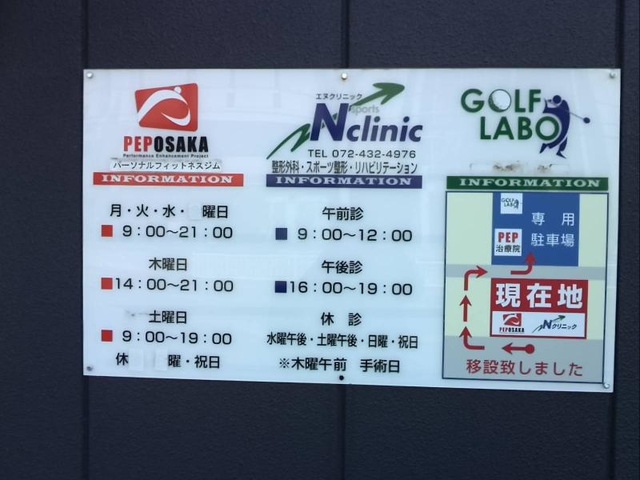 PEPOSAKA
Performance Enhancement Project
パーソナルフィットネスジム
INFORMATION
月・火・水・ 曜日
9:00～21:00
木曜日
14:00～21:00
土曜日
9:00～19:00
休 曜・祝日
エヌクリニック
sports
Nclinic
TEL 072-432-4976
整形外科・スポーツ整形・リハビリテーション
INFORMATION
午前診
9:00～12:00
午後診
16:00～19:00
休診
水曜午後・土曜午後・日曜・祝日
※木曜午前 手術日
GOLF
LABO
INFORMATION
GOLF
LABO
専用
駐車場
PEP
治療院
現在地
PEPOSAKA
Nクリニック
移設致しました